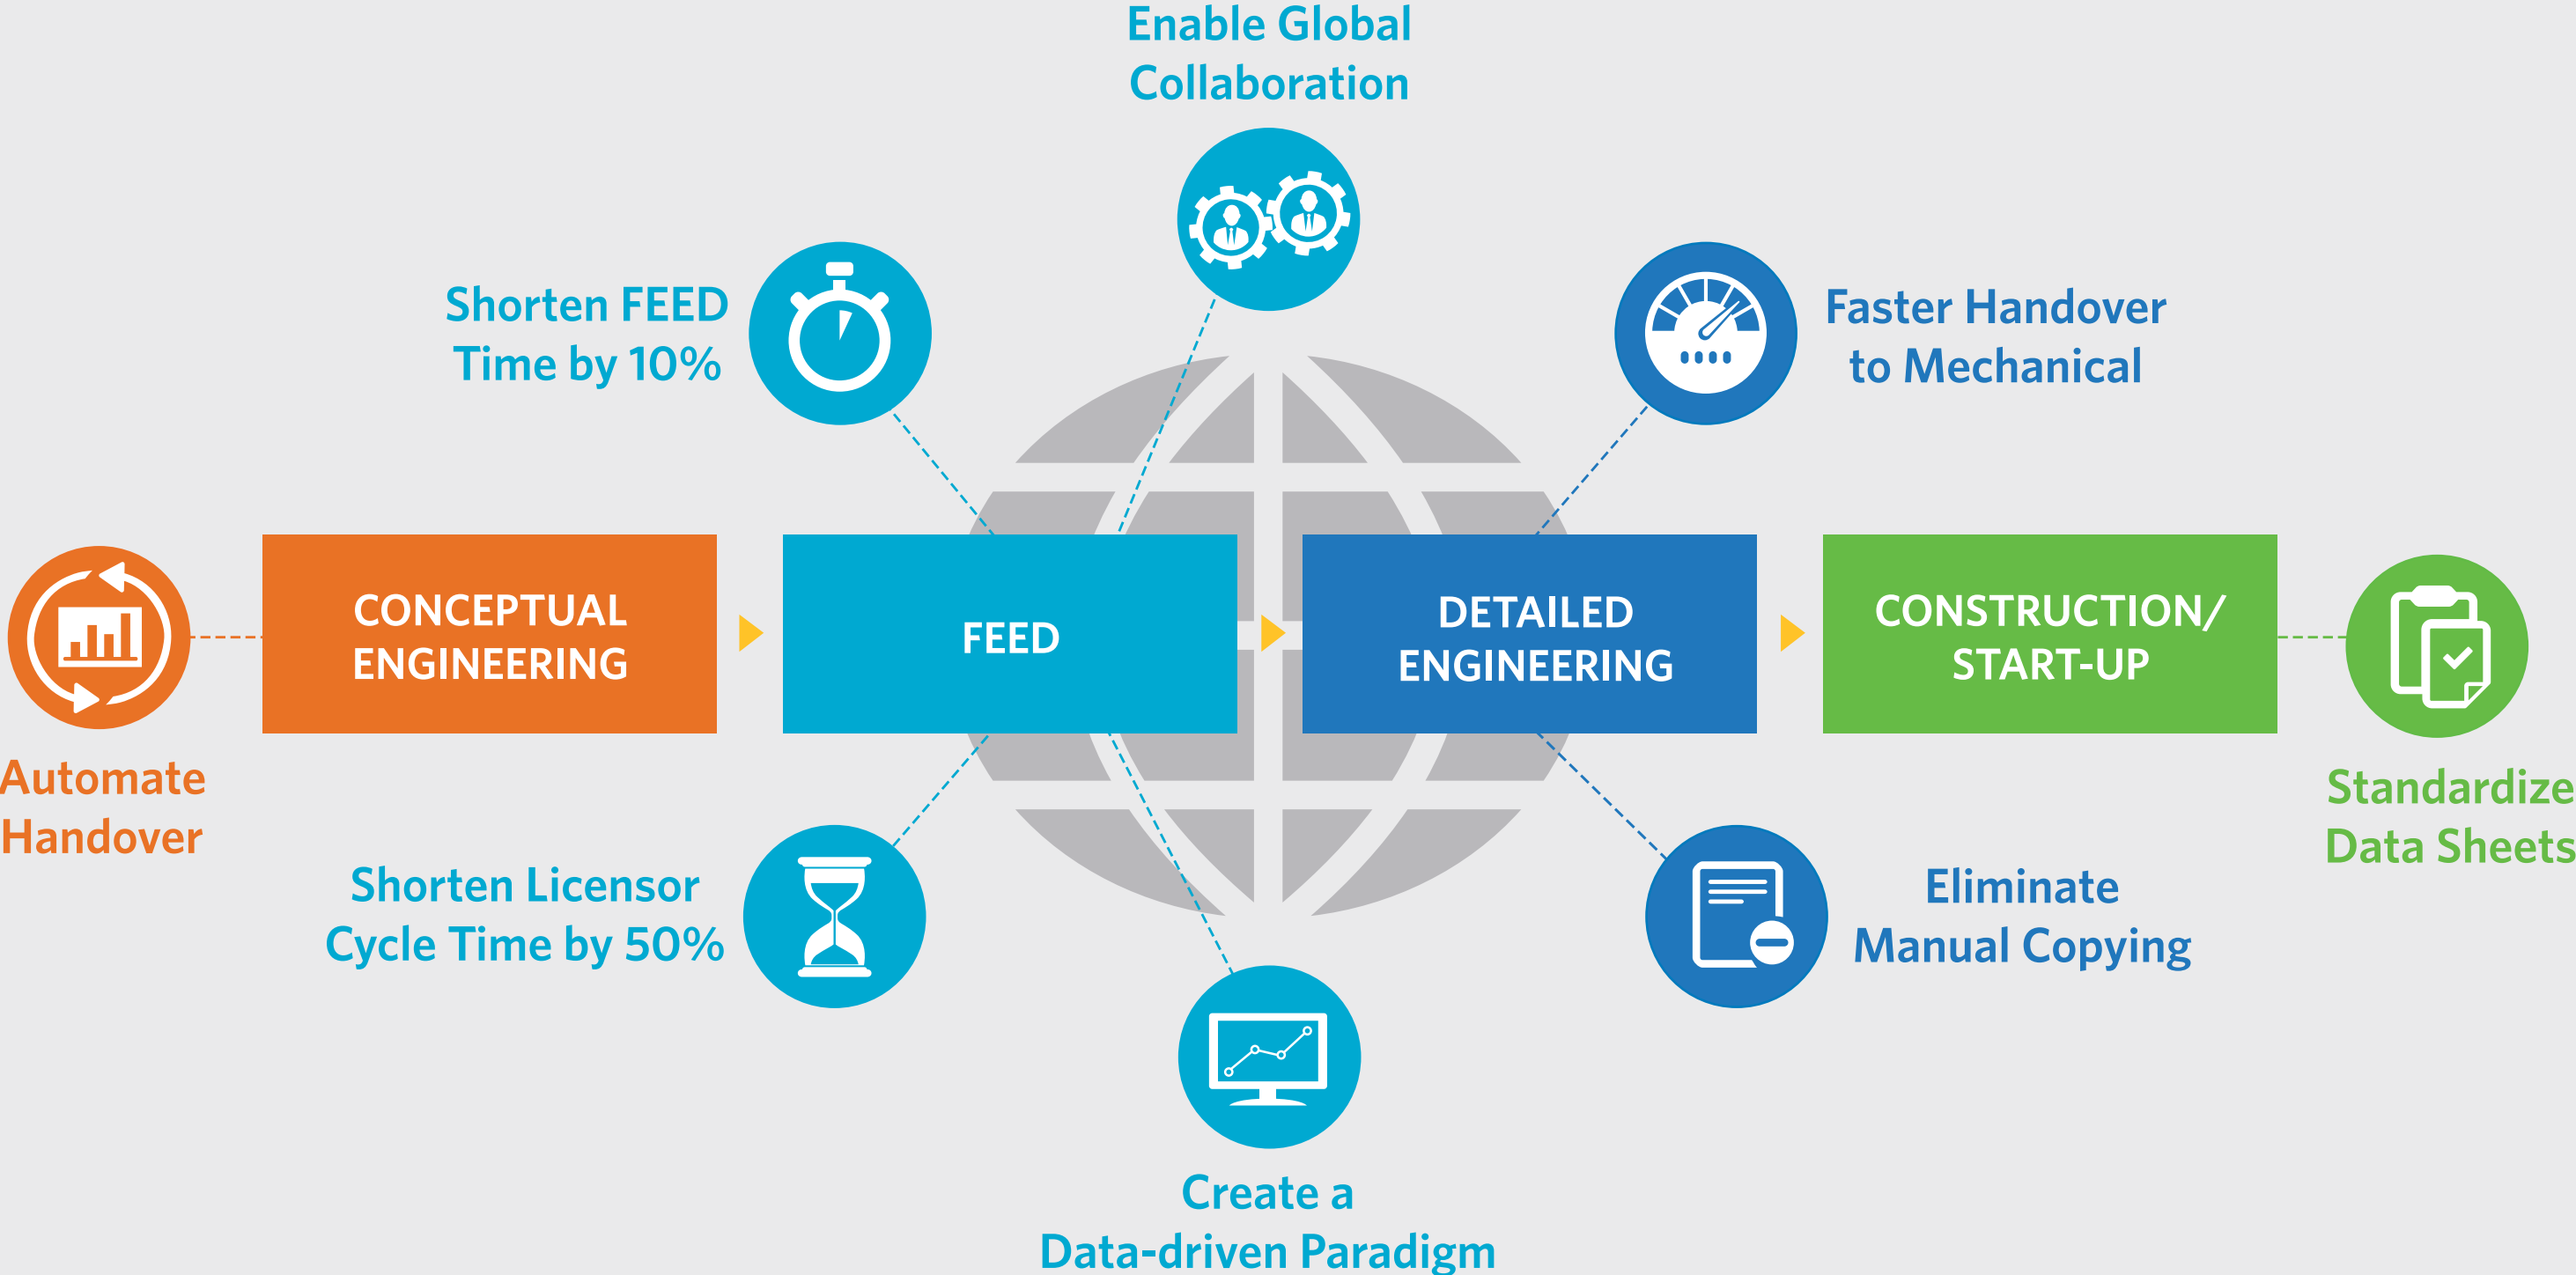 Enable Global
Collaboration
Shorten FEED
Time by 10%
Faster Handover
to Mechanical
CONCEPTUAL
ENGINEERING
FEED
DETAILED
ENGINEERING
CONSTRUCTION/
START-UP
Automate
Handover
Standardize
Data Sheets
Shorten Licensor
Cycle Time by 50%
Eliminate
Manual Copying
Create a
Data-driven Paradigm